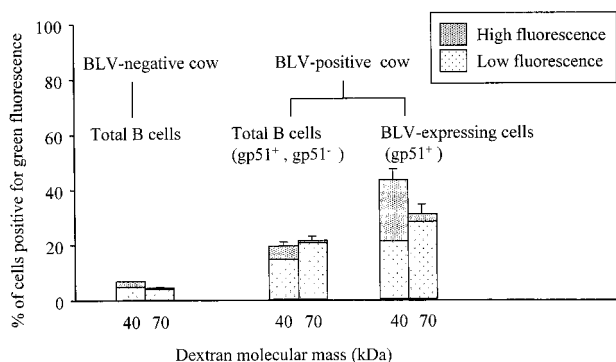 High fluorescence
Low fluorescence
BLV-negative cow
BLV-positive cow
Total B cells
Total B cells
(gp51+, gp51-)
BLV-expressing cells
(gp51+)
% of cells positive for green fluorescence
100
80
60
40
20
0
40 70
40 70
40 70
Dextran molecular mass (kDa)